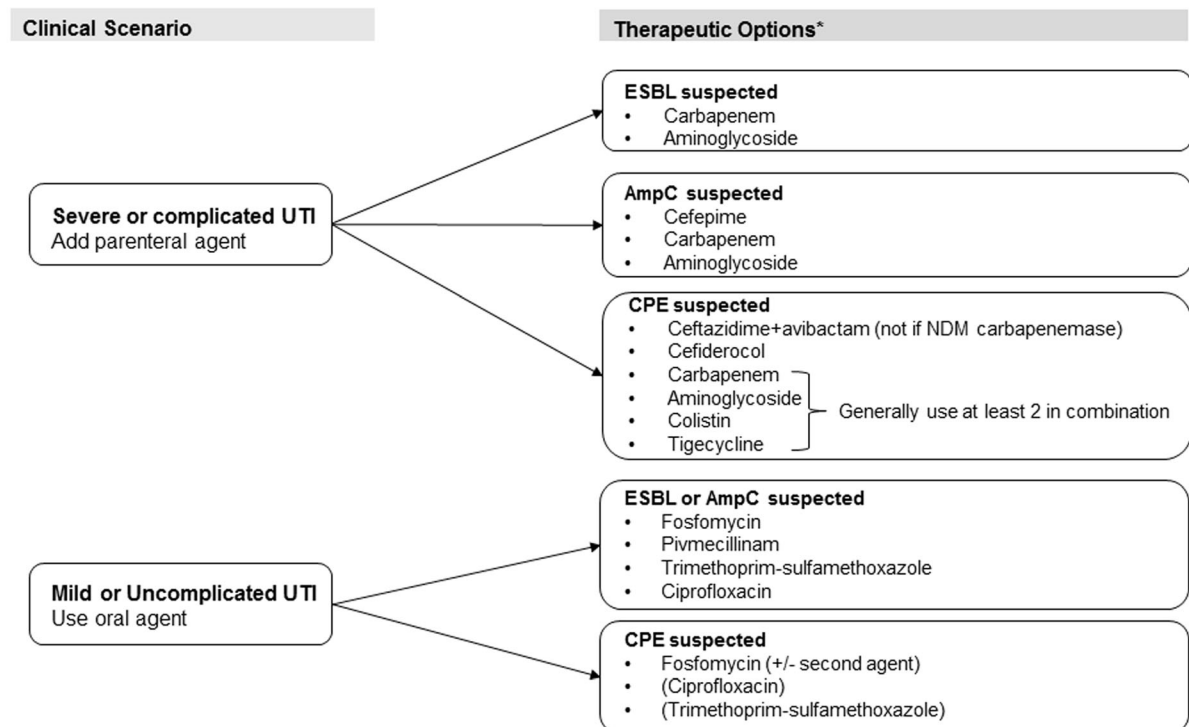 Clinical Scenario
Therapeutic Options*
Severe or complicated UTI
Add parenteral agent
ESBL suspected
• Carbapenem
• Aminoglycoside
AmpC suspected
• Cefepime
• Carbapenem
• Aminoglycoside
CPE suspected
• Ceftazidime+avibactam (not if NDM carbapenemase)
• Cefiderocol
• Carbapenem
• Aminoglycoside
• Colistin
• Tigecycline
Generally use at least 2 in combination
Mild or Uncomplicated UTI
Use oral agent
ESBL or AmpC suspected
• Fosfomycin
• Pivmecillinam
• Trimethoprim-sulfamethoxazole
• Ciprofloxacin
CPE suspected
• Fosfomycin (+/- second agent)
• (Ciprofloxacin)
• (Trimethoprim-sulfamethoxazole)